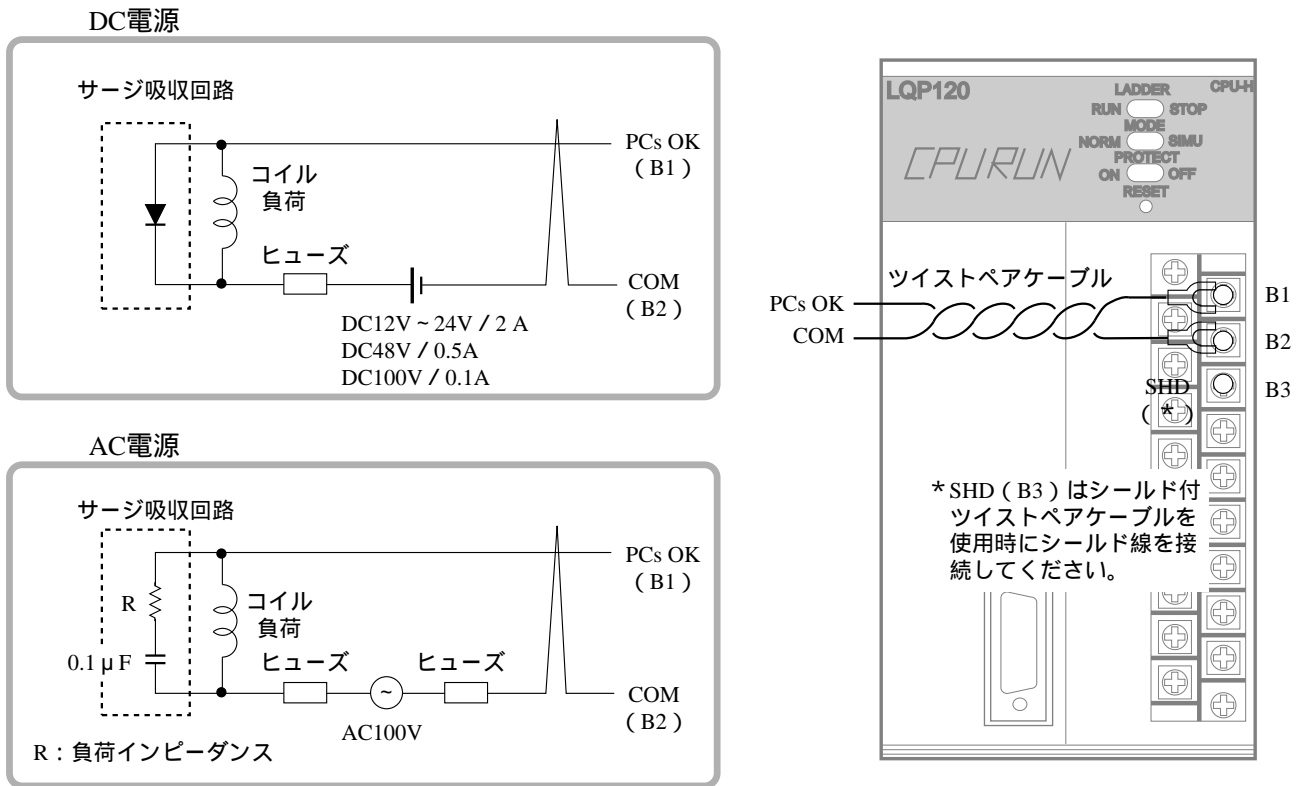 DC電源
サージ吸収回路
コイル
負荷
ヒューズ
PCs OK
(B1)
COM
(B2)
DC12V~24V/2 A
DC48V/0.5A
DC100V/0.1A
AC電源
サージ吸収回路
R
0.1μF
コイル
負荷
ヒューズ
ヒューズ
AC100V
PCs OK
(B1)
COM
(B2)
R:負荷インピーダンス
LQP120
CPU-H
LADDER
RUN STOP
MODE
NORM SIMU
PROTECT
ON OFF
RESET
CPU RUN
ツイストペアケーブル
PCs OK
COM
B1
B2
B3
SHD
(*)
*SHD(B3)はシールド付
ツイストペアケーブルを
使用時にシールド線を接
続してください。